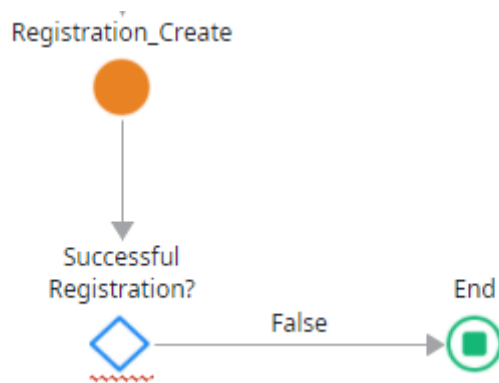 Registration_Create
Successful
Registration?
False
End